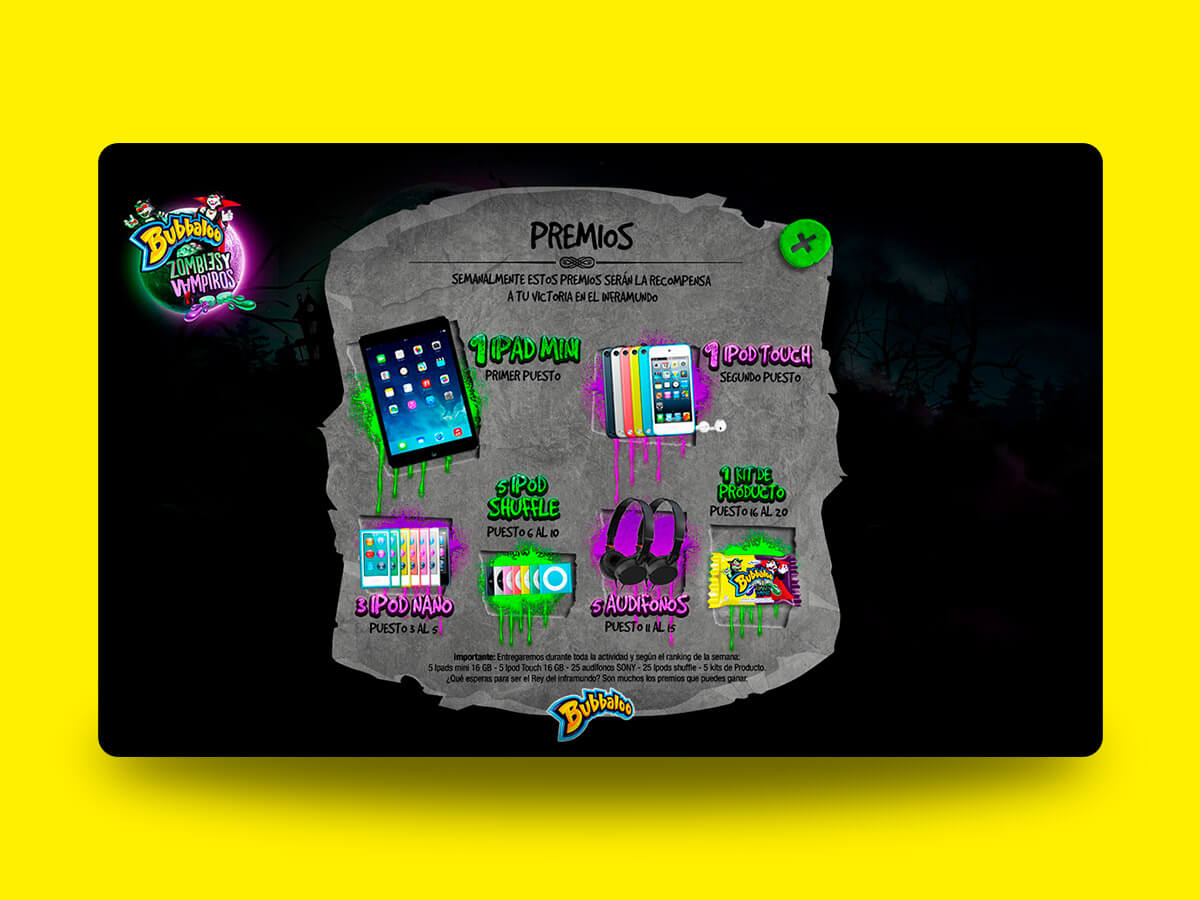 Bubbaloo
ZOMBIES Y
VAMPIROS
PREMIOS
SEMANALMENTE ESTOS PREMIOS SERÁN LA RECOMPENSA
A TU VICTORIA EN EL INFRAMUNDO
1 IPAD MINI
PRIMER PUESTO
1 IPOD TOUCH
SEGUNDO PUESTO
3 IPOD NANO
PUESTO 3 AL 5
5 IPOD
SHUFFLE
PUESTO 6 AL 10
5 AUDÍFONOS
PUESTO 11 AL 15
1 KIT DE
PRODUCTO
PUESTO 16 AL 20
Bubbaloo
Importante: Entregaremos durante toda la actividad y según el ranking de la semana:
5 Ipads mini 16 GB - 5 Ipod Touch 16 GB - 25 audífonos SONY - 25 Ipods shuffle - 5 kits de Producto.
¿Qué esperas para ser el Rey del inframundo? Son muchos los premios que puedes ganar.
Bubbaloo